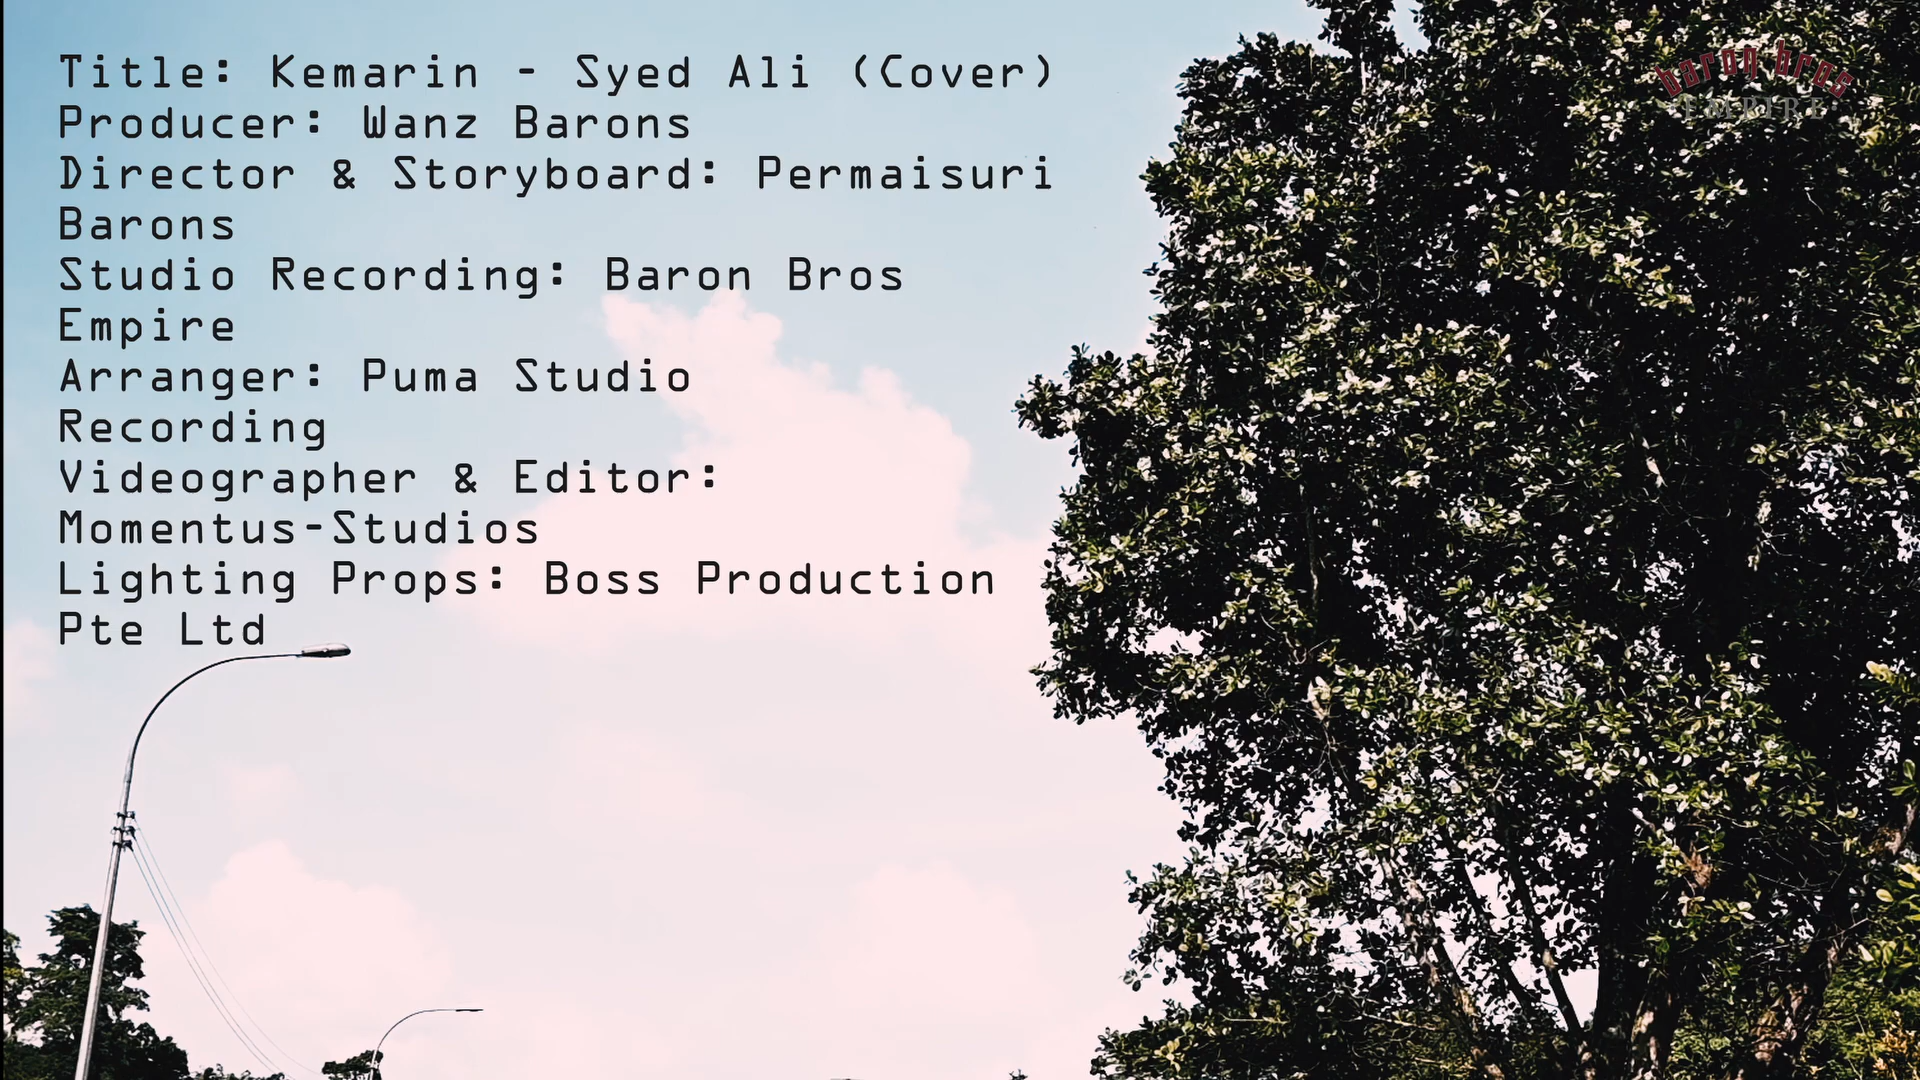 Title: Kemarin - Syed Ali (Cover)
Producer: Wanz Barons
Director & Storyboard: Permaisuri
Barons
Studio Recording: Baron Bros
Empire
Arranger: Puma Studio
Recording
Videographer & Editor:
Momentus-Studios
Lighting Props: Boss Production
Pte Ltd
baron bros
EMPIRE